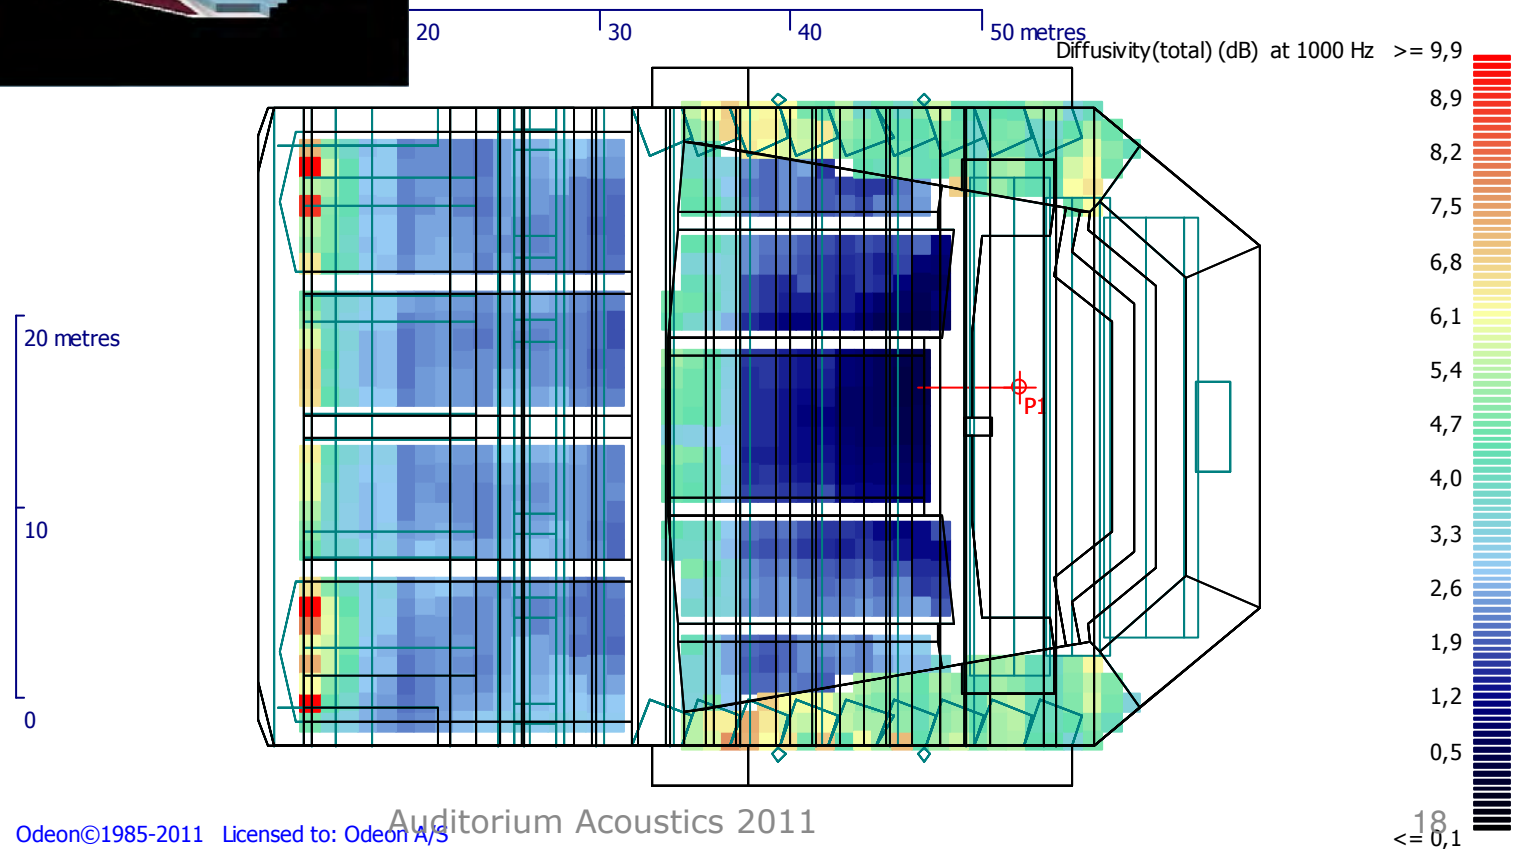 20 30 40 50 metres
Diffusivity(total) (dB) at 1000 Hz >= 9,9
8,9
8,2
7,5
6,8
6,1
5,4
4,7
4,0
3,3
2,6
1,9
1,2
0,5
<= 0,1
20 metres
10
0
P1
Auditorium Acoustics 2011
18
Odeon©1985-2011 Licensed to: Odeon A/S